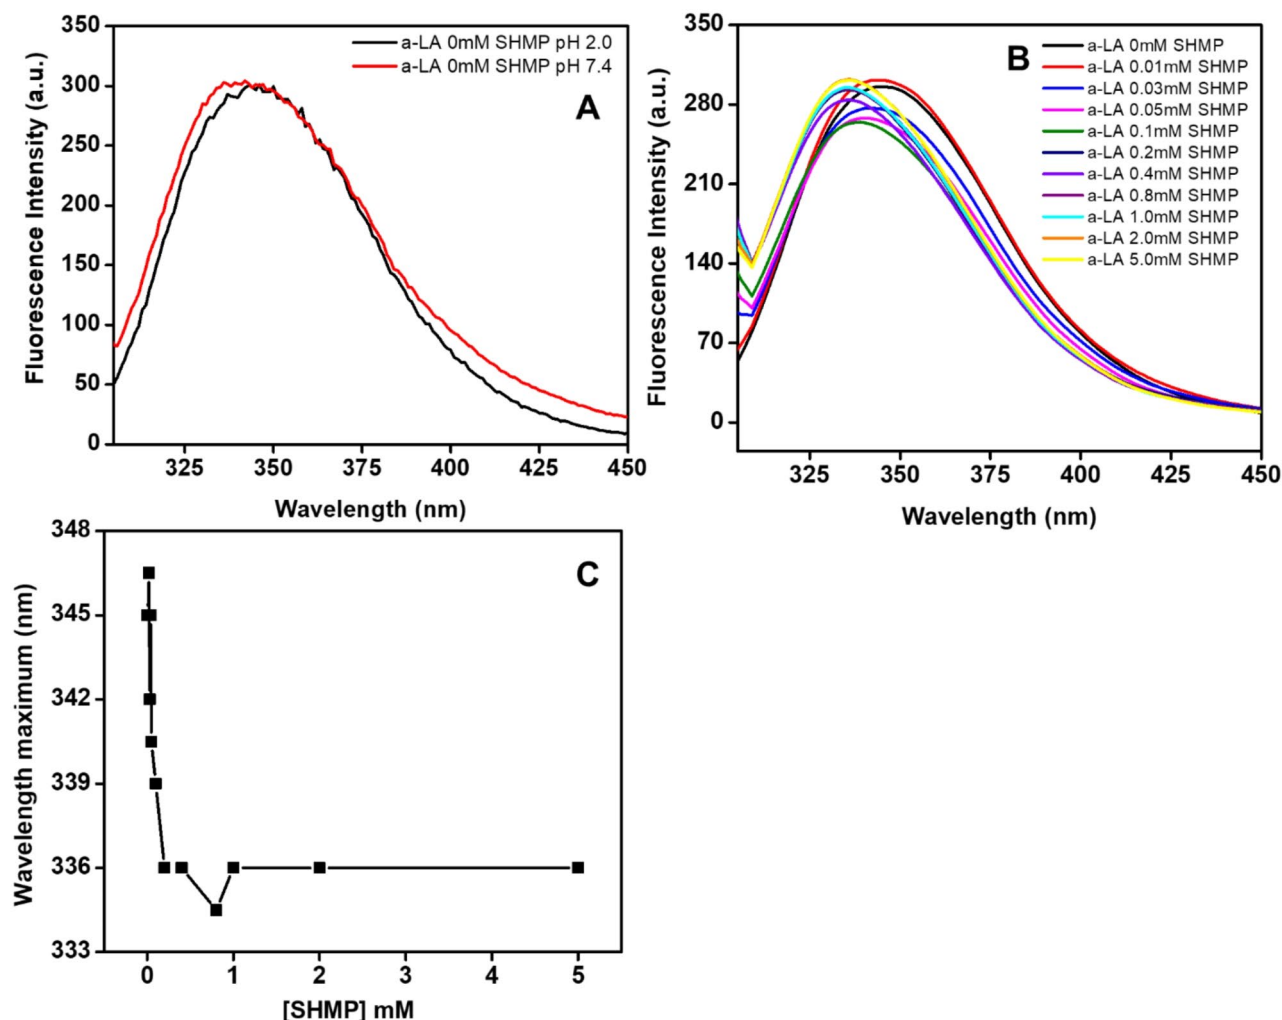 350
300
250
200
150
100
50
0
Fluorescence Intensity (a.u.)
a-LA 0mM SHMP pH 2.0
a-LA 0mM SHMP pH 7.4
A
325
350
375
400
425
450
Wavelength (nm)
350
280
210
140
70
0
Fluorescence Intensity (a.u.)
B
a-LA 0mM SHMP
a-LA 0.01mM SHMP
a-LA 0.03mM SHMP
a-LA 0.05mM SHMP
a-LA 0.1mM SHMP
a-LA 0.2mM SHMP
a-LA 0.4mM SHMP
a-LA 0.8mM SHMP
a-LA 1.0mM SHMP
a-LA 2.0mM SHMP
a-LA 5.0mM SHMP
325
350
375
400
425
450
Wavelength (nm)
348
345
342
339
336
333
Wavelength maximum (nm)
C
0
1
2
3
4
5
[SHMP] mM